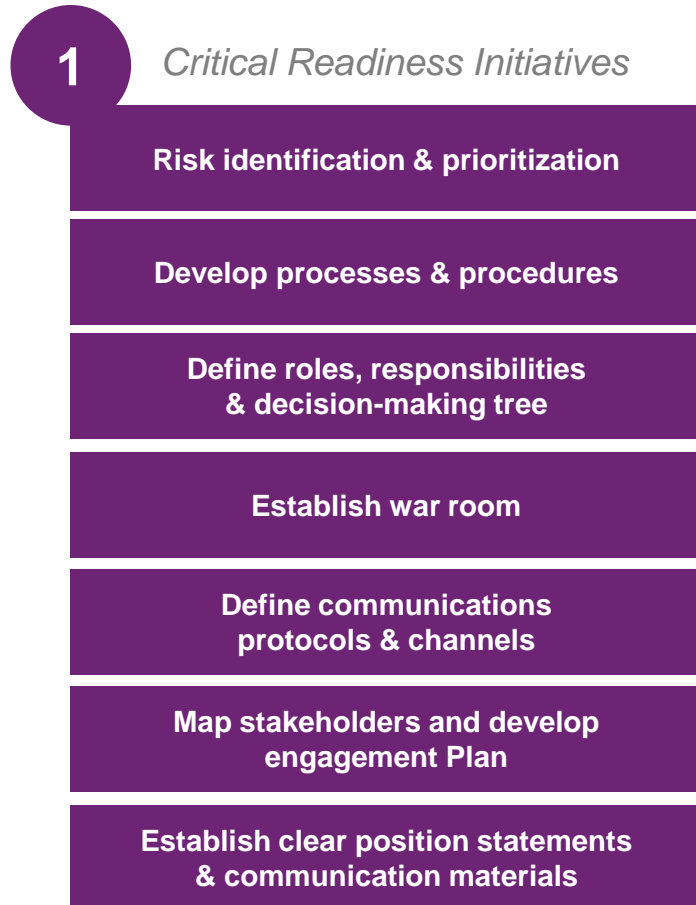 1
Critical Readiness Initiatives
Risk identification & prioritization
Develop processes & procedures
Define roles, responsibilities
& decision-making tree
Establish war room
Define communications
protocols & channels
Map stakeholders and develop
engagement Plan
Establish clear position statements
& communication materials